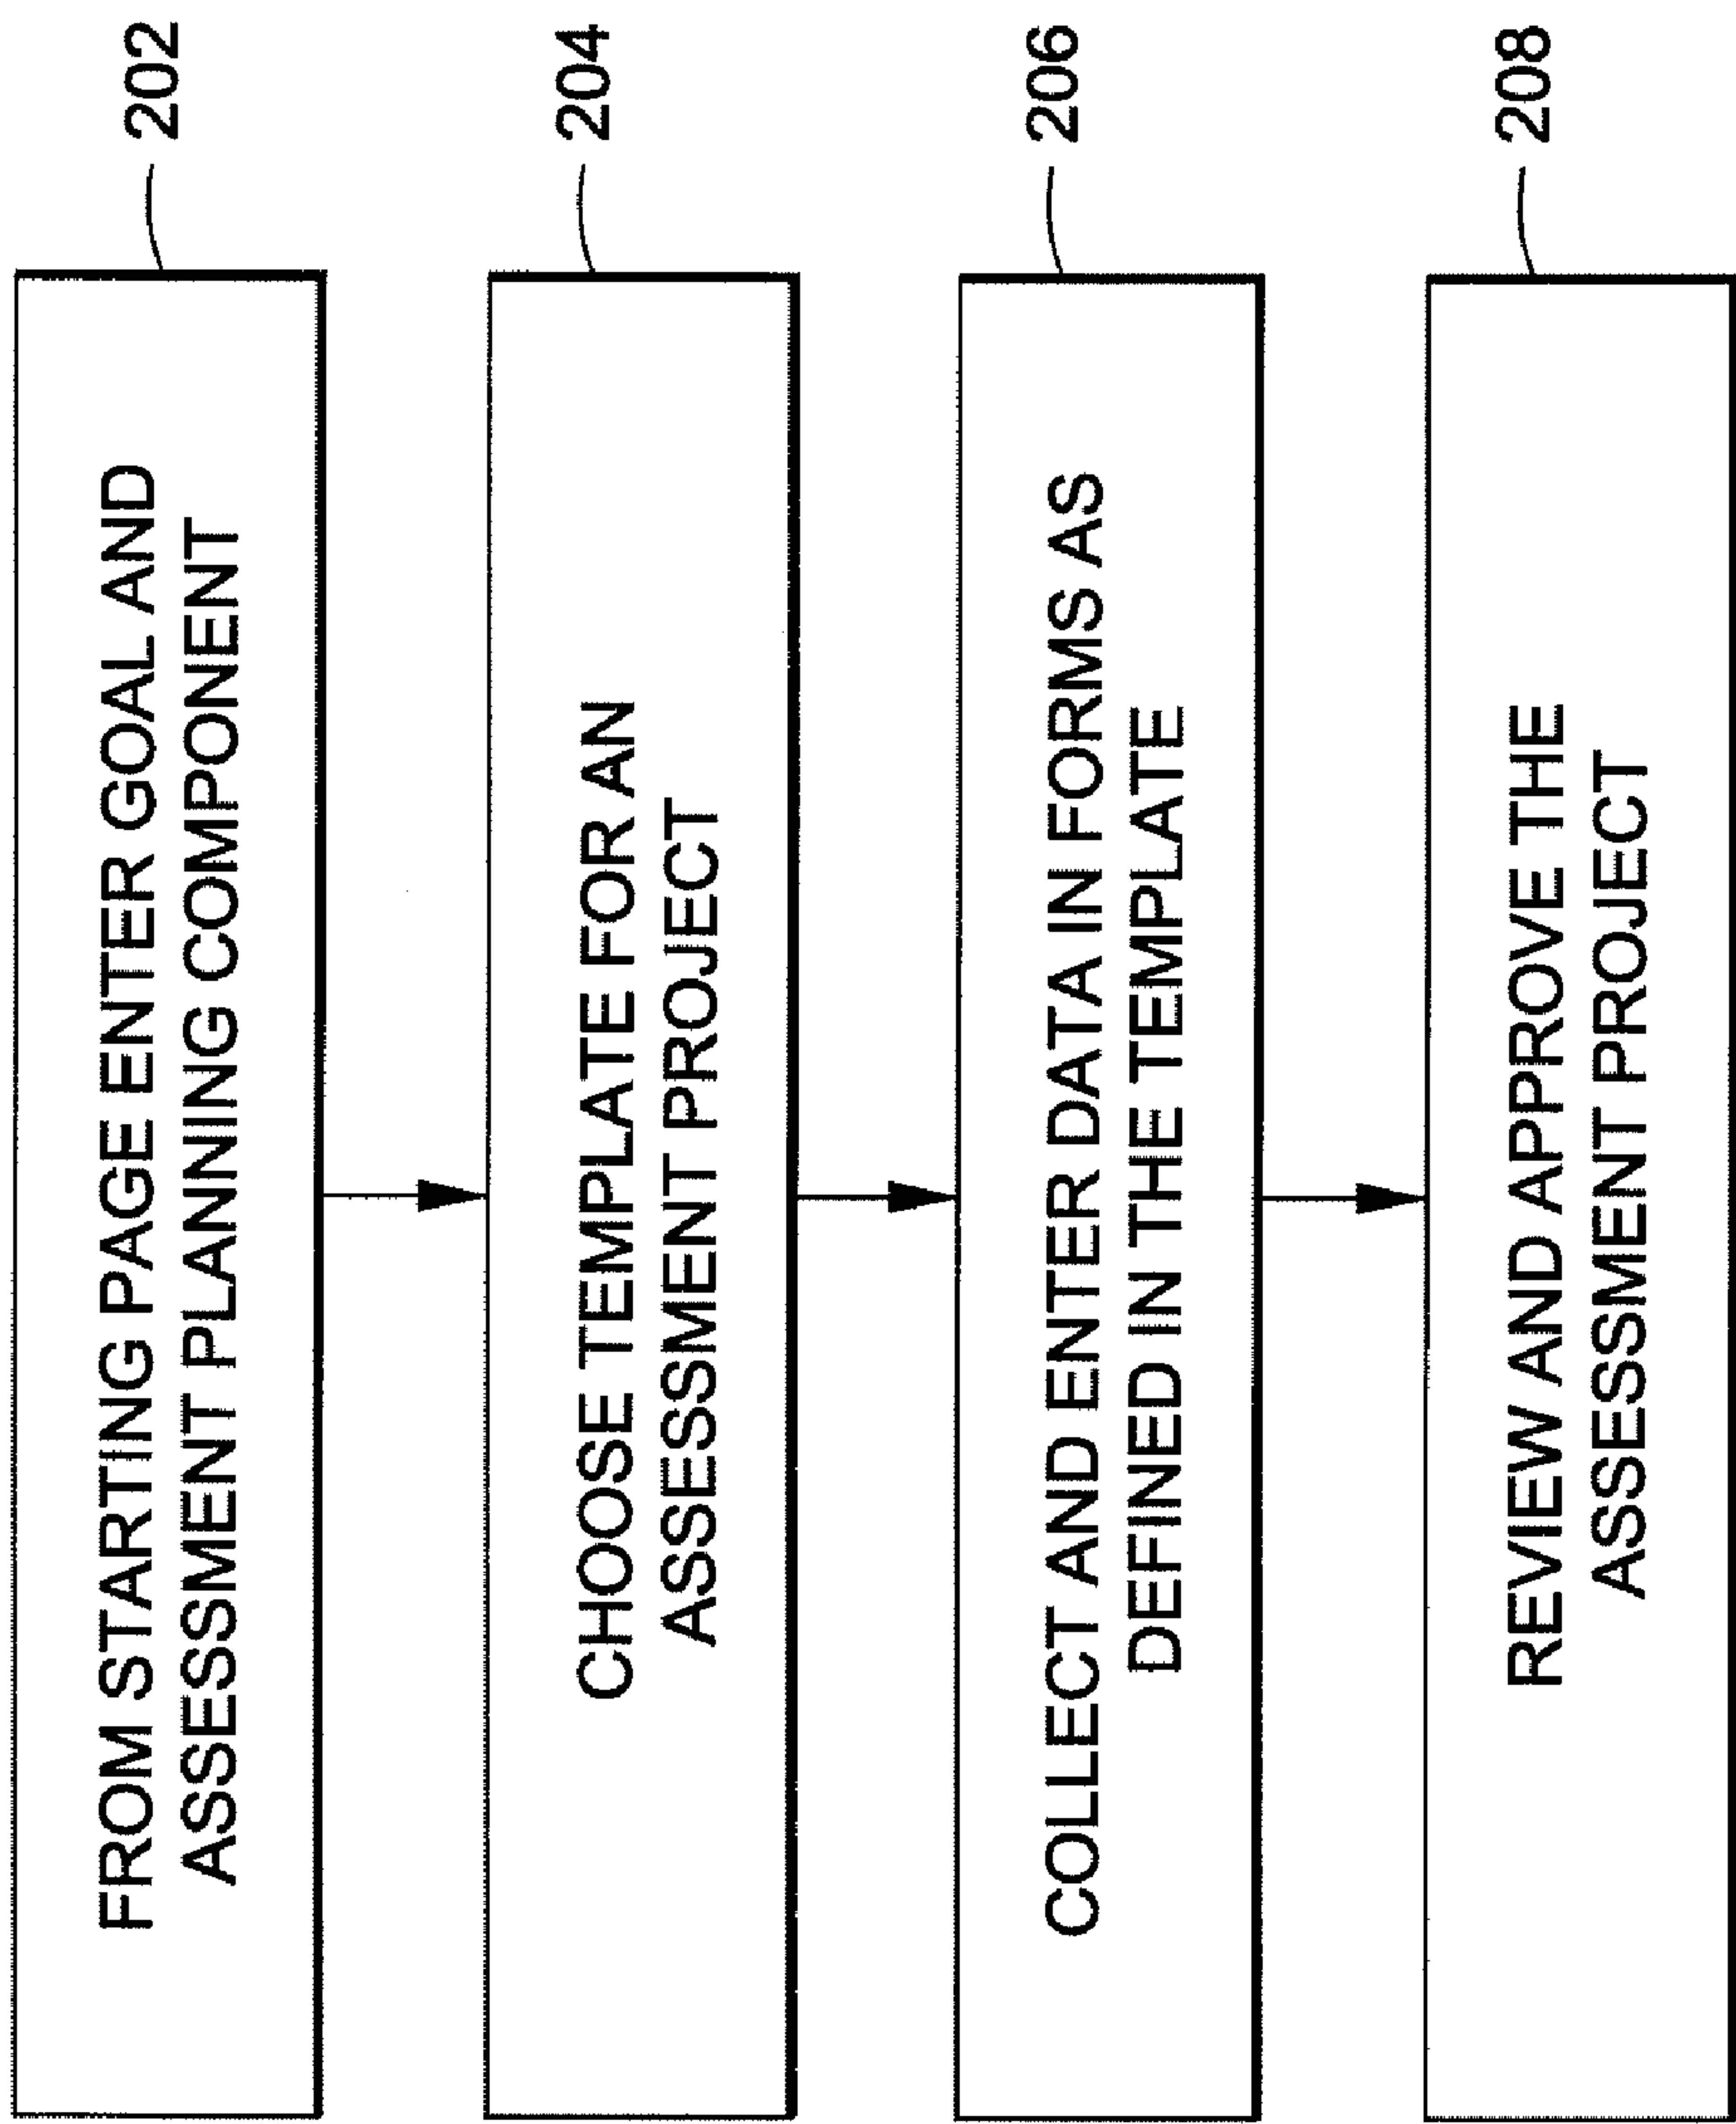 FROM STARTING PAGE ENTER GOAL AND
ASSESSMENT PLANNING COMPONENT
202
CHOOSE TEMPLATE FOR AN
ASSESSMENT PROJECT
204
COLLECT AND ENTER DATA IN FORMS AS
DEFINED IN THE TEMPLATE
206
REVIEW AND APPROVE THE
ASSESSMENT PROJECT
208